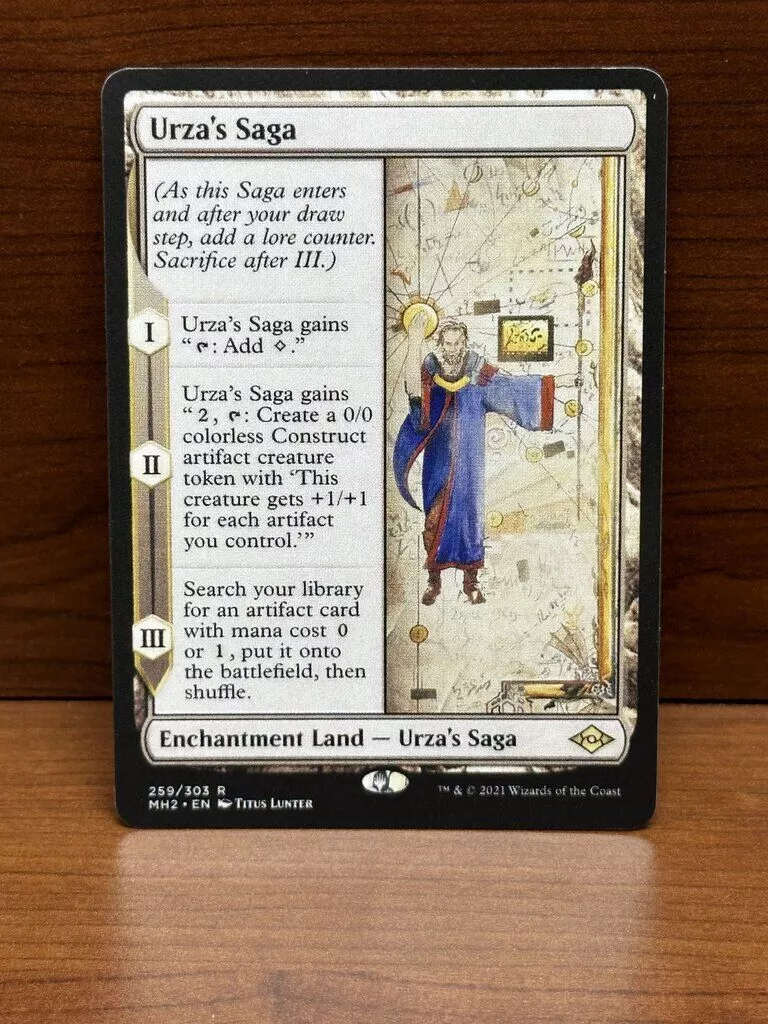 Urza's Saga
(As this Saga enters
and after your draw
step, add a lore counter.
Sacrifice after III.)
I
Urza's Saga gains
“: Add .”
II
Urza's Saga gains
“2, : Create a 0/0
colorless Construct
artifact creature
token with ‘This
creature gets +1/+1
for each artifact
you control.’”
III
Search your library
for an artifact card
with mana cost 0
or 1, put it onto
the battlefield, then
shuffle.
Enchantment Land — Urza's Saga
259/303 R
MH2 • EN Titus Lunter
™ & © 2021 Wizards of the Coast